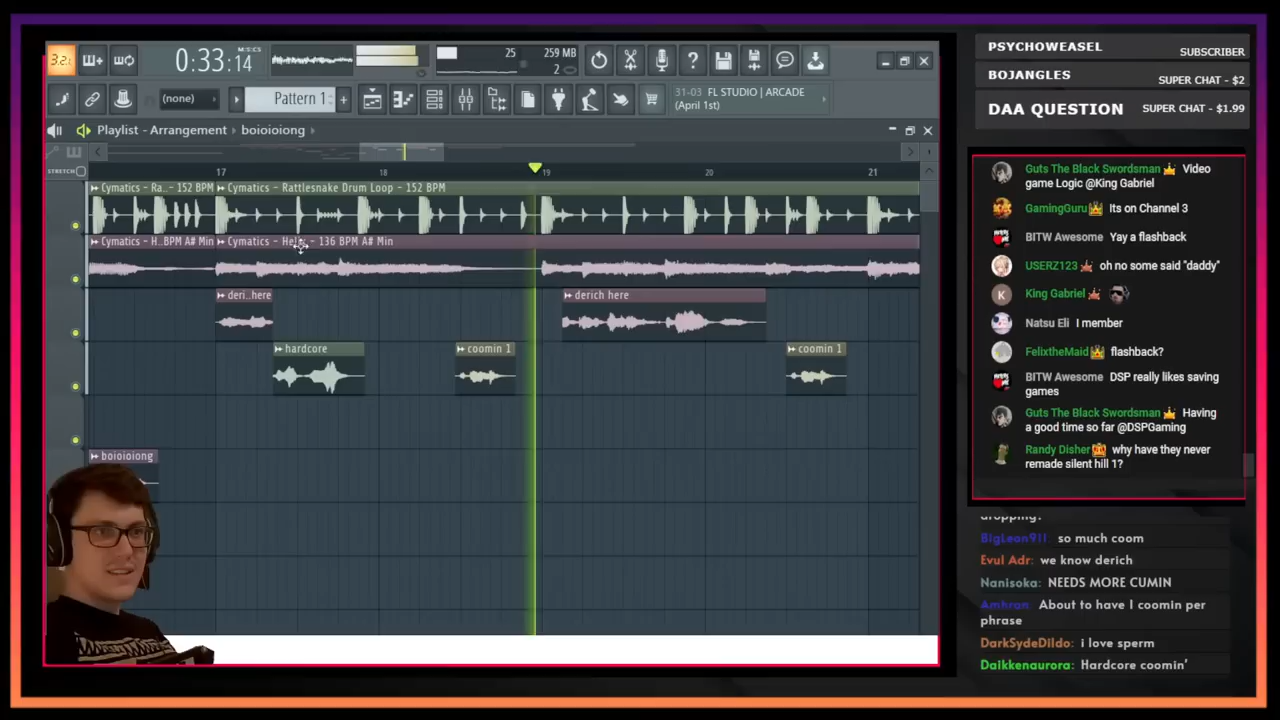 3.2
0:33:14
M:S:CS
25
259 MB
2
(none)
Pattern 1
31-03 FL STUDIO | ARCADE
(April 1st)
Playlist - Arrangement boioioiong
STRETCH
17 18 19 20 21
Cymatics - Ra..- 152 BPM
Cymatics - Rattlesnake Drum Loop - 152 BPM
Cymatics - H..BPM A# Min
136 BPM A# Min
deri..here
derich here
hardcore
coomin 1
coomin 1
boioioiong
PSYCHOWEASEL
SUBSCRIBER
BOJANGLES
SUPER CHAT - $2
DAA QUESTION
SUPER CHAT - $1.99
Guts The Black Swordsman Video
game Logic @King Gabriel
GamingGuru Its on Channel 3
BITW Awesome Yay a flashback
USERZ123 oh no some said "daddy"
King Gabriel
Natsu Eli I member
FelixtheMaid flashback?
BITW Awesome DSP really likes saving
games
Guts The Black Swordsman Having
a good time so far @DSPGaming
Randy Disher why have they never
remade silent hill 1?
dropping?
BigLeon911: so much coom
Evul Adr: we know derich
Nanisoka: NEEDS MORE CUMIN
Amhran: About to have 1 coomin per
phrase
DarkSydeDildo: i love sperm
Daikkenaurora: Hardcore coomin'